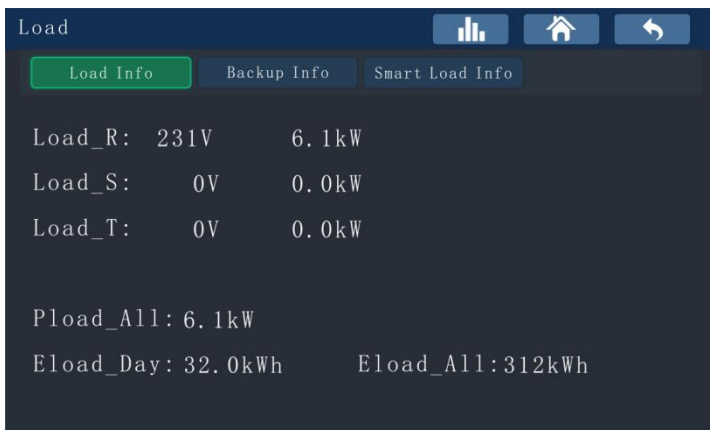 Load
Load Info Backup Info Smart Load Info
Load_R: 231V 6.1kW
Load_S: 0V 0.0kW
Load_T: 0V 0.0kW
Pload_All: 6.1kW
Eload_Day: 32.0kWh Eload_All:312kWh